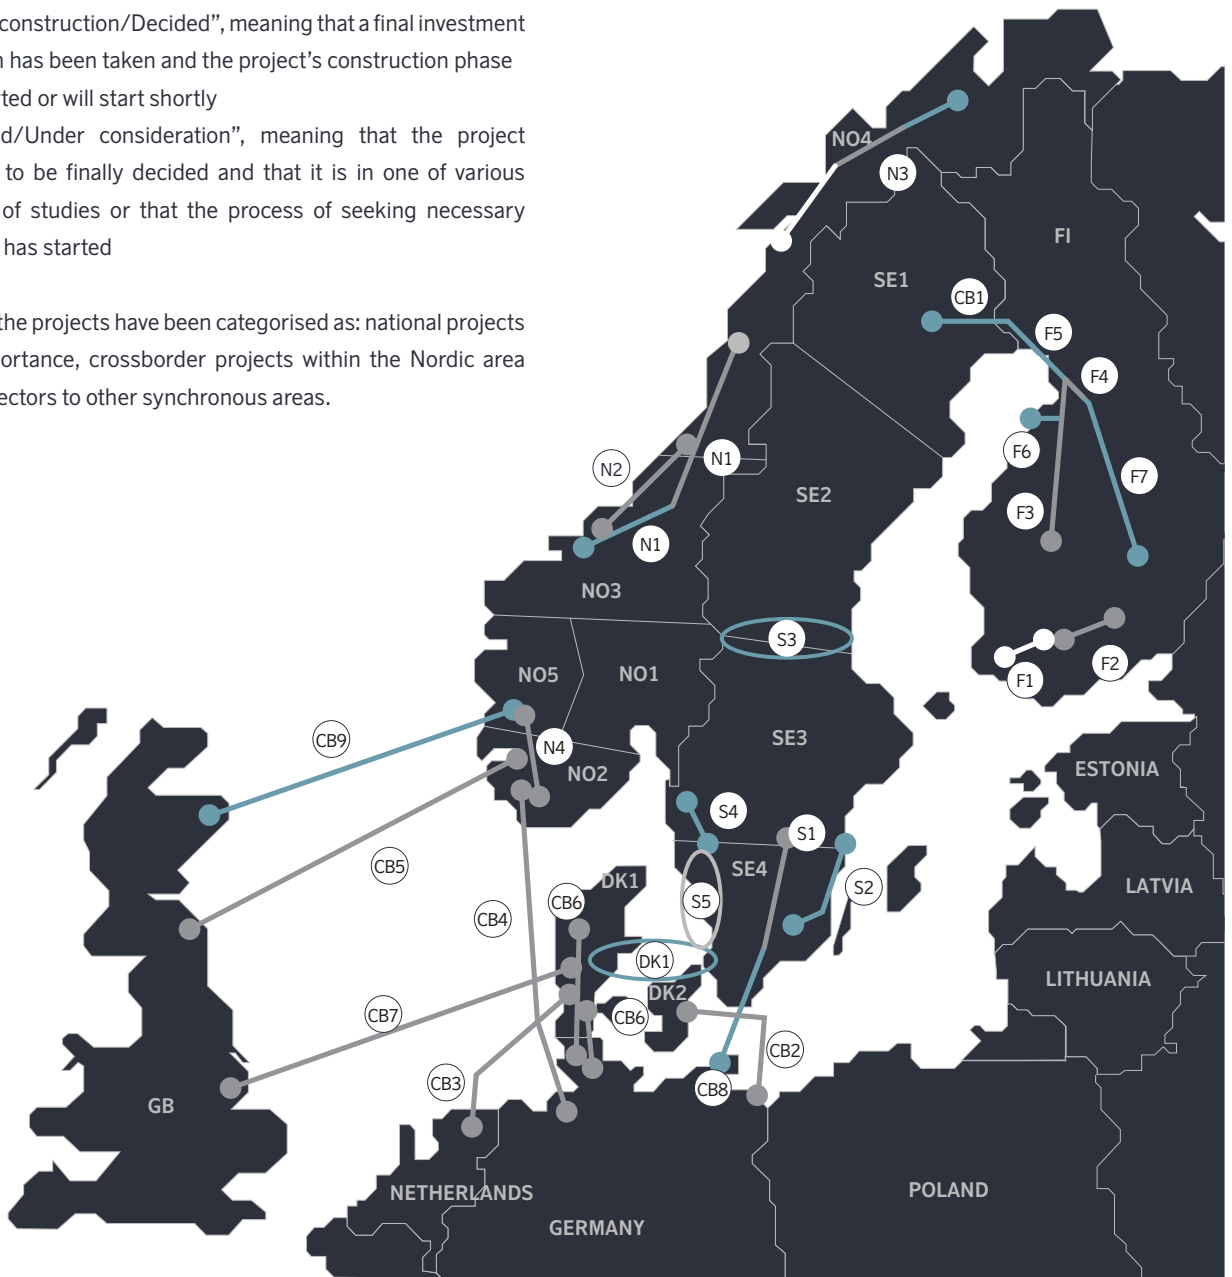 construction/Decided”, meaning that a final investment
has been taken and the project’s construction phase
rted or will start shortly
d/Under consideration”, meaning that the project
to be finally decided and that it is in one of various
of studies or that the process of seeking necessary
has started
the projects have been categorised as: national projects
portance, crossborder projects within the Nordic area
ectors to other synchronous areas.
NO4
N3
FI
SE1
CB1
F5
F4
N2
N1
F6
F7
SE2
F3
N1
NO3
S3
NO5
NO1
F1
F2
CB9
N4
SE3
NO2
ESTONIA
S4
S1
CB5
DK1
SE4
S2
LATVIA
CB6
S5
CB4
DK1
LITHUANIA
DK2
CB7
CB6
CB2
CB3
CB8
GB
NETHERLANDS
POLAND
GERMANY